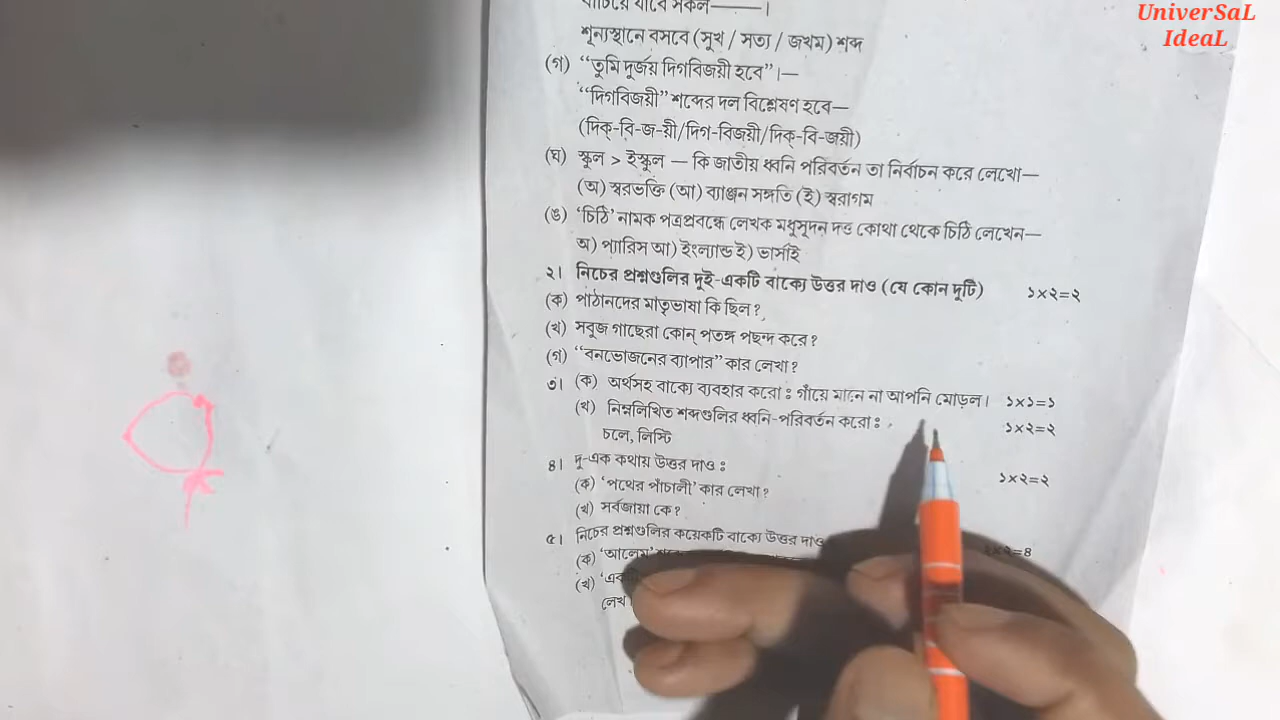 UniverSaL
IdeaL
বাঁচিয়ে যাবে সকল———।
শূন্যস্থানে বসবে (সুখ / সত্য / জখম) শব্দ
(গ) “তুমি দুর্জয় দিগবিজয়ী হবে”।—
“দিগবিজয়ী” শব্দের দল বিশ্লেষণ হবে—
(দিক্-বি-জ-য়ী/দিগ-বিজয়ী/দিক্-বি-জয়ী)
(ঘ) স্কুল > ইস্কুল — কি জাতীয় ধ্বনি পরিবর্তন তা নির্বাচন করে লেখো—
(অ) স্বরভক্তি (আ) ব্যাঞ্জন সঙ্গতি (ই) স্বরাগম
(ঙ) ‘চিঠি’ নামক পত্রপ্রবন্ধে লেখক মধুসূদন দত্ত কোথা থেকে চিঠি লেখেন—
অ) প্যারিস আ) ইংল্যান্ড ই) ভার্সাই
২। নিচের প্রশ্নগুলির দুই-একটি বাক্যে উত্তর দাও (যে কোন দুটি) ১×২=২
(ক) পাঠানদের মাতৃভাষা কি ছিল?
(খ) সবুজ গাছেরা কোন্ পতঙ্গ পছন্দ করে?
(গ) “বনভোজনের ব্যাপার” কার লেখা?
৩। (ক) অর্থসহ বাক্যে ব্যবহার করো : গাঁয়ে মানে না আপনি মোড়ল। ১×১=১
(খ) নিম্নলিখিত শব্দগুলির ধ্বনি-পরিবর্তন করো : ১×২=২
চলে, লিস্টি
৪। দু-এক কথায় উত্তর দাও : ১×২=২
(ক) ‘পথের পাঁচালী’ কার লেখা?
(খ) সর্বজায়া কে?
৫। নিচের প্রশ্নগুলির কয়েকটি বাক্যে উত্তর দাও ২×২=৪
(ক)
(খ)
লেখ